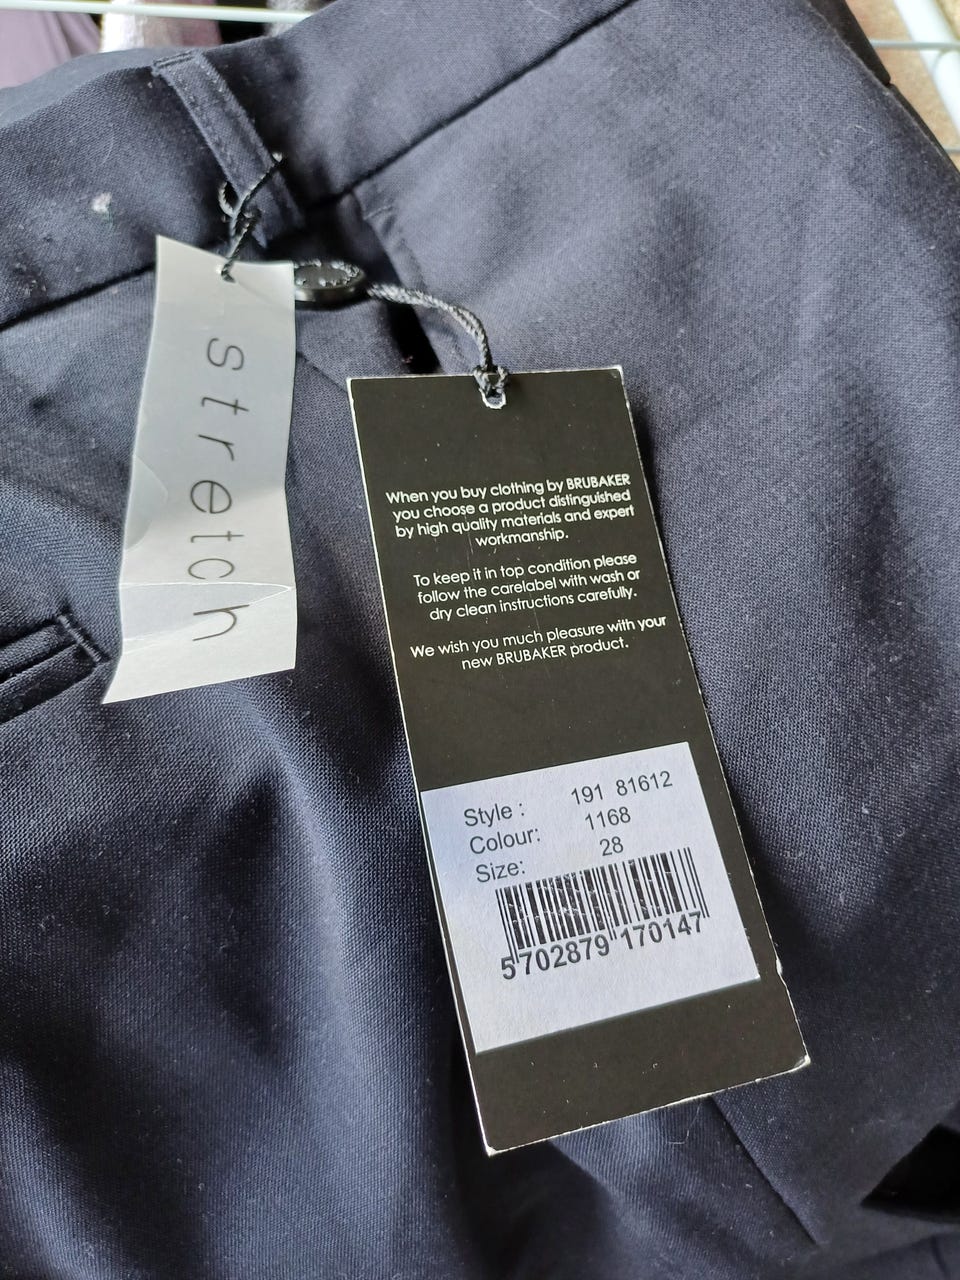 stretch
When you buy clothing by BRUBAKER
you choose a product distinguished
by high quality materials and expert
workmanship.
To keep it in top condition please
follow the carelabel with wash or
dry clean instructions carefully.
We wish you much pleasure with your
new BRUBAKER product.
Style : 191 81612
Colour: 1168
Size: 28
5702879170147